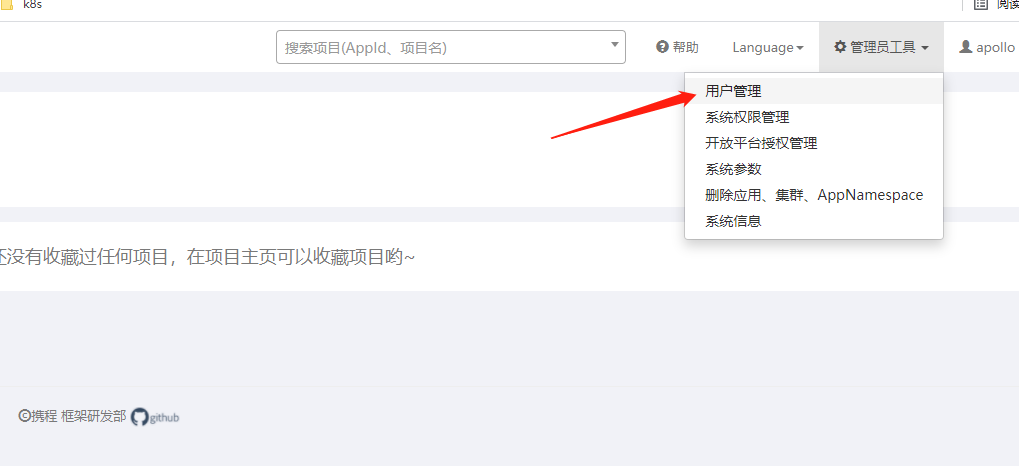 k8s
阅读
搜索项目(AppId、项目名)
帮助
Language
管理员工具
apollo
用户管理
系统权限管理
开放平台授权管理
系统参数
删除应用、集群、AppNamespace
系统信息
还没有收藏过任何项目，在项目主页可以收藏项目哟~
©携程 框架研发部 github